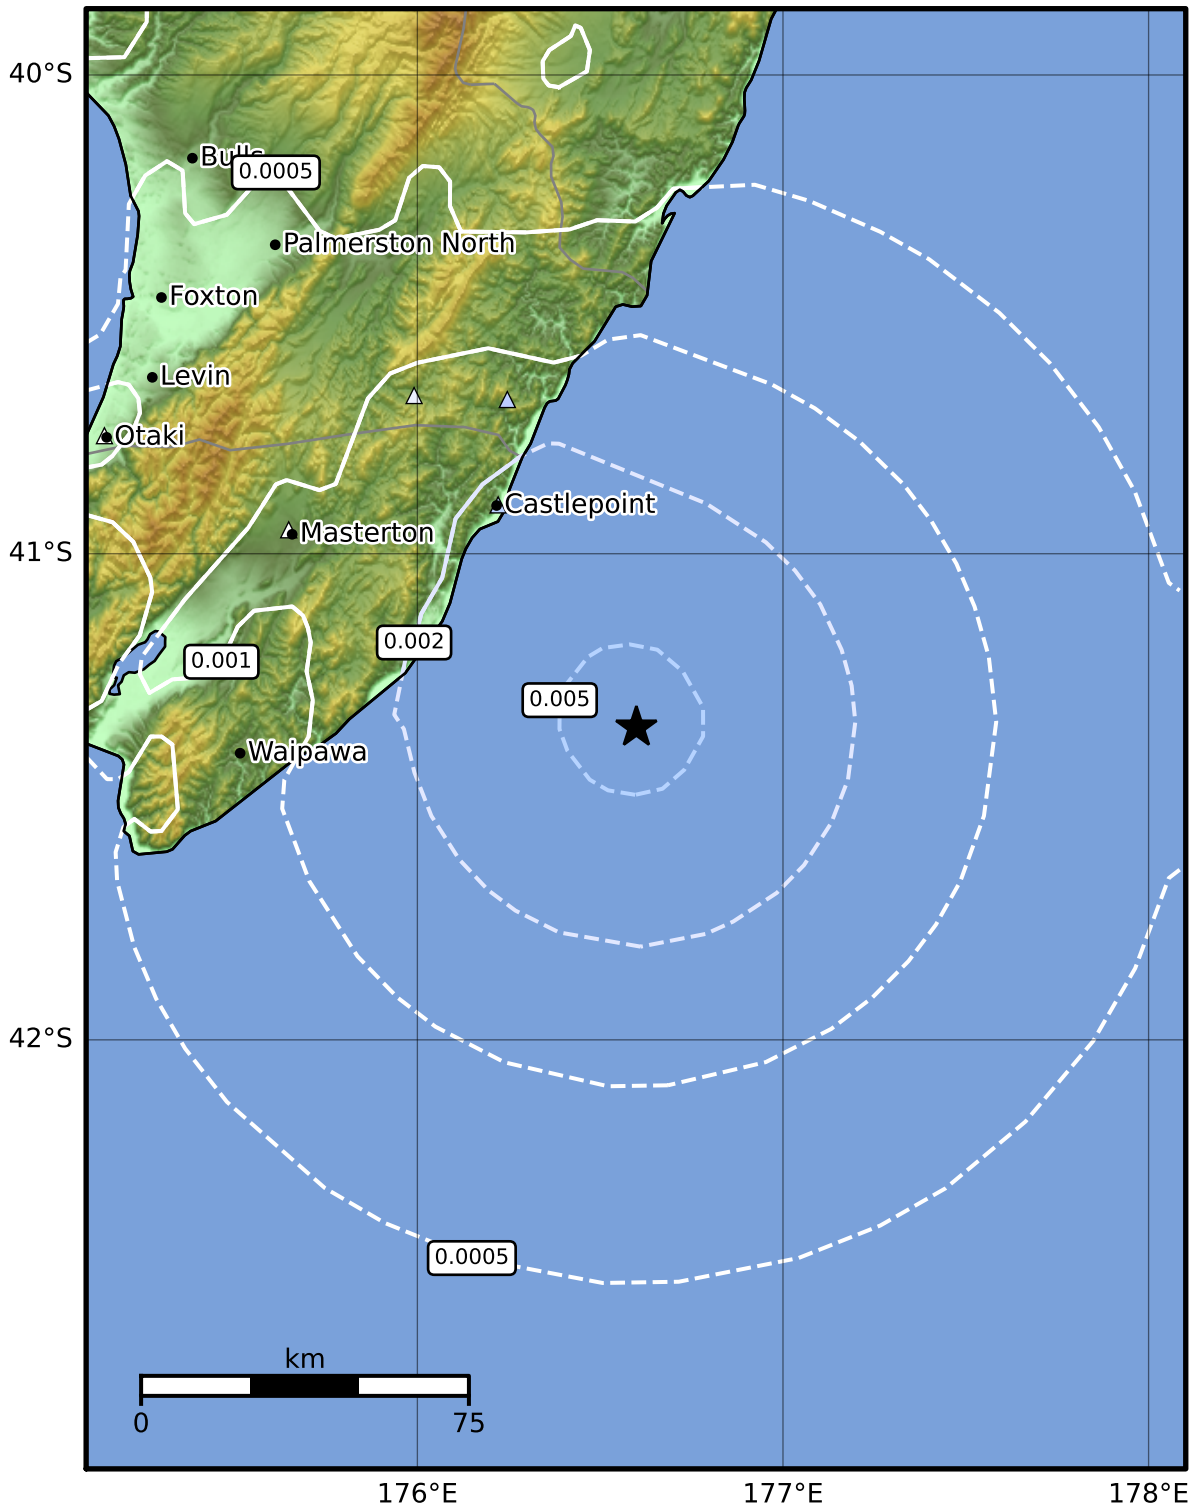 40°S
Bulls
0.0005
Palmerston North
Foxton
Levin
Otaki
Castlepoint
Masterton
41°S
0.002
0.001
0.005
Waipawa
42°S
0.0005
km
0 75
176°E 177°E 178°E